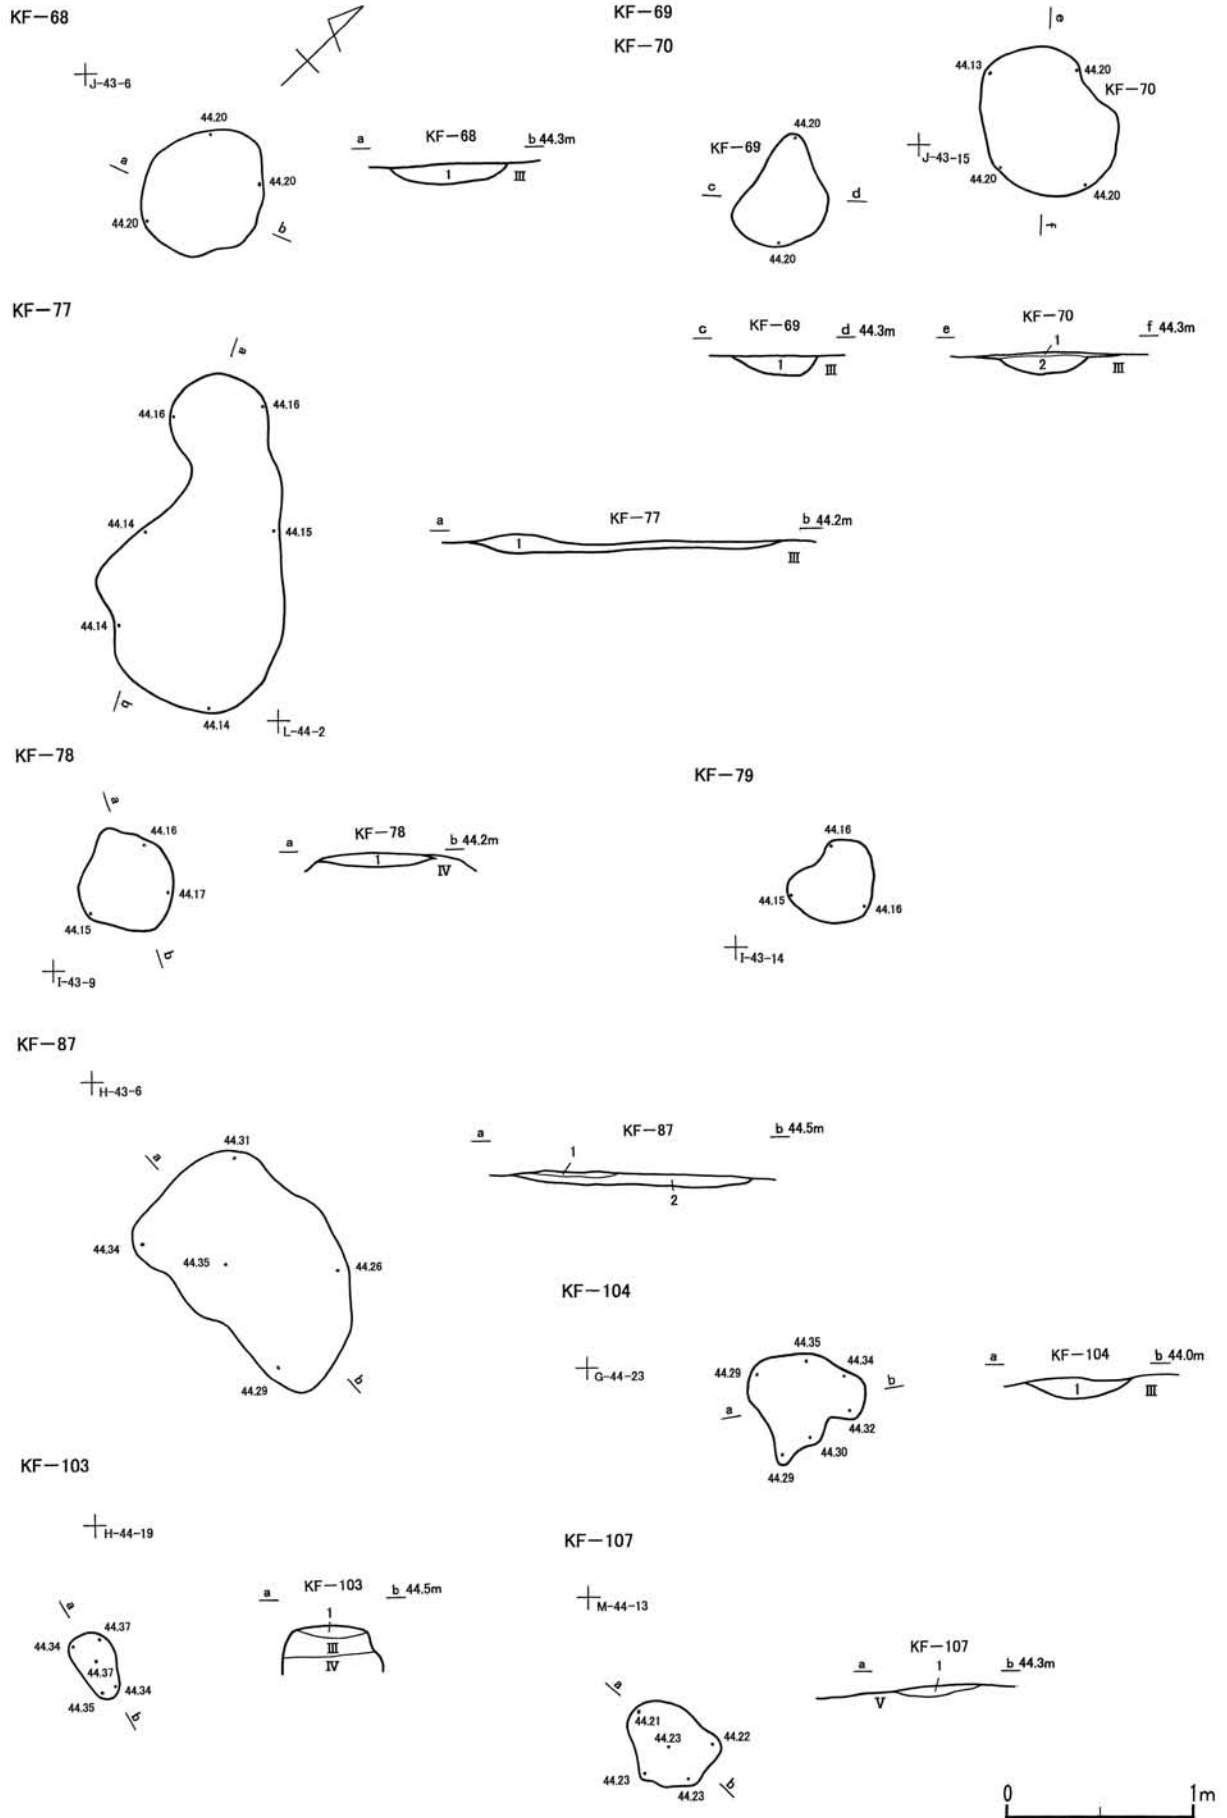 KF-68
J-43-6
44.20
a
44.20
44.20
b
a KF-68 b 44.3m
1 III
KF-69
KF-70
e
44.13 44.20
KF-70
J-43-15
44.20 44.20
f
44.20
KF-69
c d
44.20
c KF-69 d 44.3m
1 III
e KF-70 f 44.3m
1
2 III
KF-77
a
44.16 44.16
44.14 44.15
44.14
b
44.14
L-44-2
a KF-77 b 44.2m
1
III
KF-78
a
44.16
44.17
44.15
b
I-43-9
a KF-78 b 44.2m
1 IV
KF-79
44.16
44.15 44.16
I-43-14
KF-87
H-43-6
44.31
a
44.34 44.35 44.26
44.29
b
a KF-87 b 44.5m
1
2
KF-104
G-44-23
44.35
44.29 44.34
b
a
44.32
44.30
44.29
a KF-104 b 44.0m
1 III
KF-103
H-44-19
a
44.37
44.34
44.37
44.34
44.35
b
a KF-103 b 44.5m
1
III
IV
KF-107
M-44-13
a
44.21
44.23 44.22
44.23
44.23
b
a KF-107 b 44.3m
1
V
0 1m